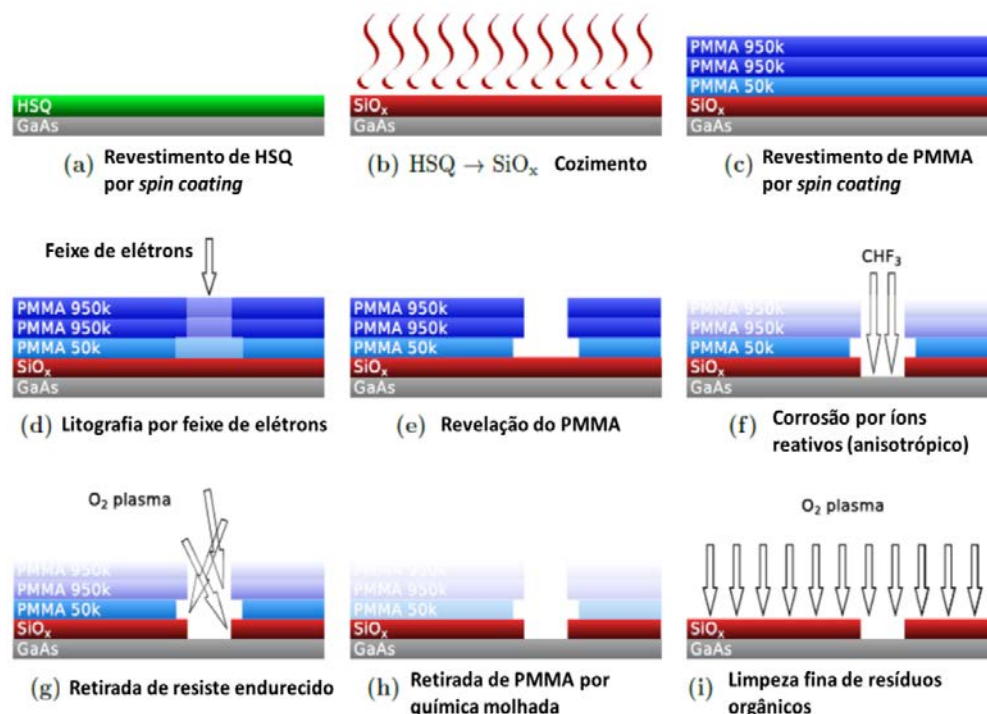 HSQ
GaAs
(a) Revestimento de HSQ
por spin coating
SiOₓ
GaAs
(b) HSQ → SiOₓ Cozimento
PMMA 950k
PMMA 950k
PMMA 50k
SiOₓ
GaAs
(c) Revestimento de PMMA
por spin coating
Feixe de elétrons
PMMA 950k
PMMA 950k
PMMA 50k
SiOₓ
GaAs
(d) Litografia por feixe de elétrons
PMMA 950k
PMMA 950k
PMMA 50k
SiOₓ
GaAs
(e) Revelação do PMMA
CHF₃
PMMA 950k
PMMA 950k
PMMA 50k
SiOₓ
GaAs
(f) Corrosão por íons
reativos (anisotrópico)
O₂ plasma
PMMA 950k
PMMA 950k
PMMA 50k
SiOₓ
GaAs
(g) Retirada de resiste endurecido
PMMA 950k
PMMA 950k
PMMA 50k
SiOₓ
GaAs
(h) Retirada de PMMA por
química molhada
O₂ plasma
SiOₓ
GaAs
(i) Limpeza fina de resíduos
orgânicos